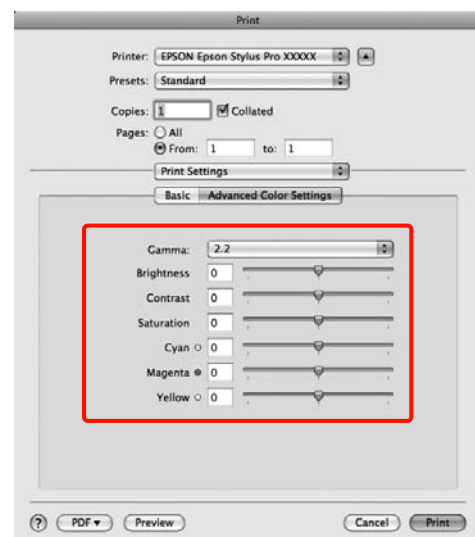 Print
Printer: EPSON Epson Stylus Pro XXXXX
Presets: Standard
Copies: 1 Collated
Pages: All
From: 1 to: 1
Print Settings
Basic Advanced Color Settings
Gamma: 2.2
Brightness 0
Contrast 0
Saturation 0
Cyan 0
Magenta 0
Yellow 0
? PDF Preview Cancel Print